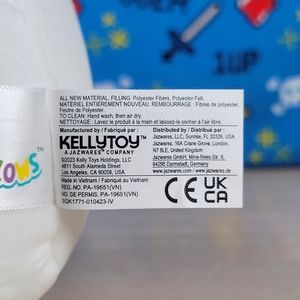 1UP
ALL NEW MATERIAL. FILLING: Polyester Fibers, Polyester Felt.
MATÉRIEL ENTIÈREMENT NOUVEAU. REMBOURRAGE : Fibres de polyester,
Feutre de Polyester.
TO CLEAN: Hand wash, then air dry.
NETTOYAGE : Lavez le produit à la main et laissez-le sécher à l'air libre.
Manufactured by / Fabriqué par :
KELLYTOY™
A JAZWARES® COMPANY
©2023 Kelly Toys Holdings, LLC
4811 South Alameda Street
Los Angeles, CA 90058, USA
Distributed by / Distribué par :
Jazwares, LLC, Sunrise, FL 33326, USA
Jazwares, 16A Crane Grove, London
N7 8LE, United Kingdom
Jazwares GmbH, Mina-Rees-Str. 8,
64295 Darmstadt, Germany
Made in Vietnam / Fabriqué au Vietnam
REG. NO. PA-19651(VN)
NO DE PERMIS. PA-19651(VN)
SQK1771-010423-IV
CE UK
CA
www.jazwares.com
OWS™